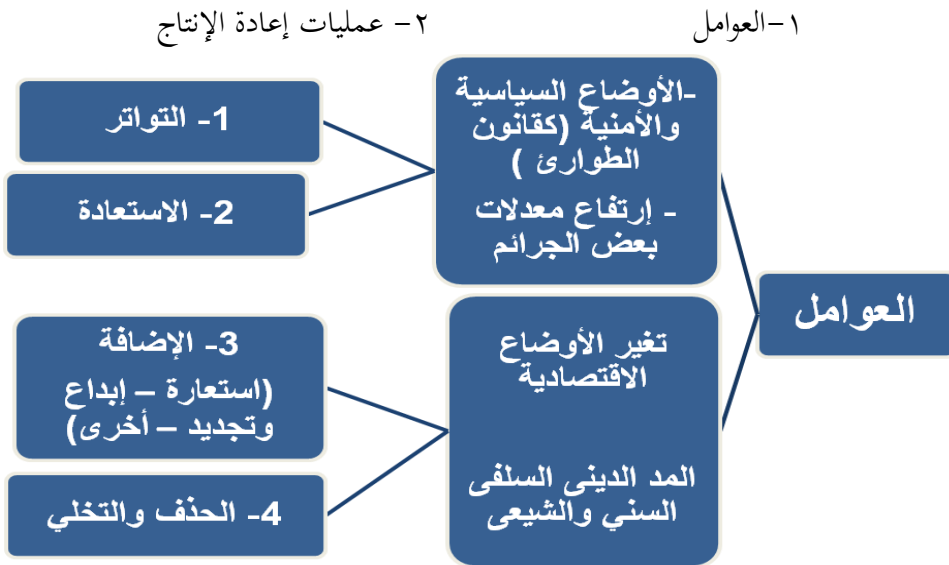 ١-العوامل
٢- عمليات إعادة الإنتاج
العوامل
-الأوضاع السياسية
والأمنية (كقانون
الطوارئ )
- إرتفاع معدلات
بعض الجرائم
تغير الأوضاع
الاقتصادية
المد الدينى السلفى
السني والشيعى
1- التواتر
2- الاستعادة
3- الإضافة
(استعارة – إبداع
وتجديد – أخرى)
4- الحذف والتخلي